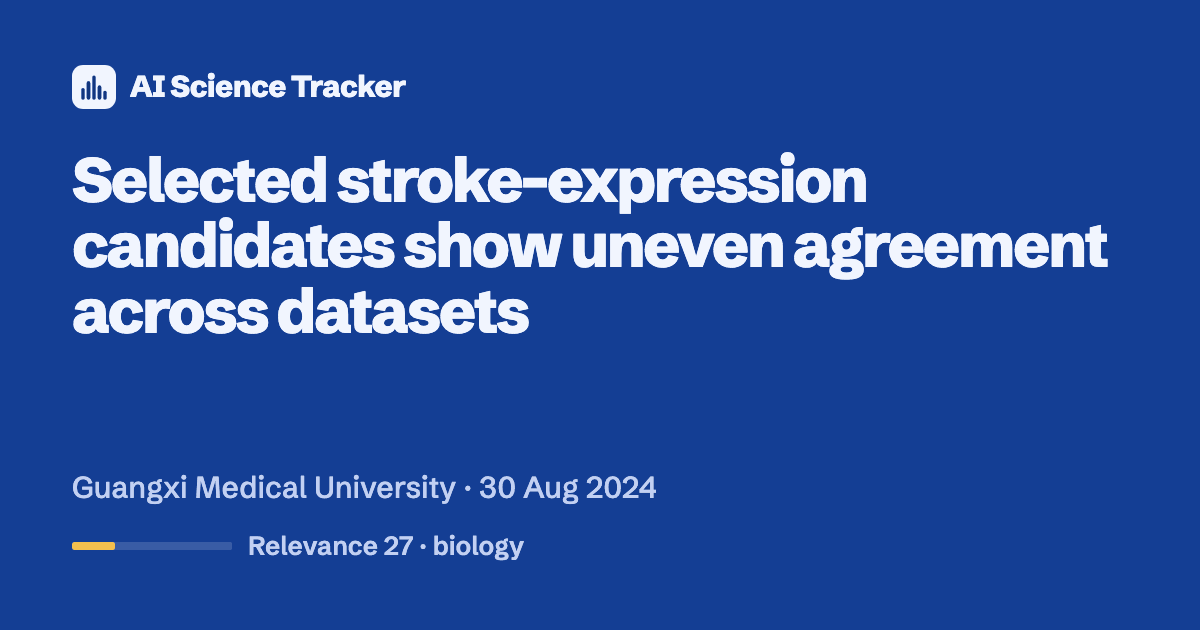 AI Science Tracker
Selected stroke-expression
candidates show uneven agreement
across datasets
Guangxi Medical University · 30 Aug 2024
Relevance 27 · biology